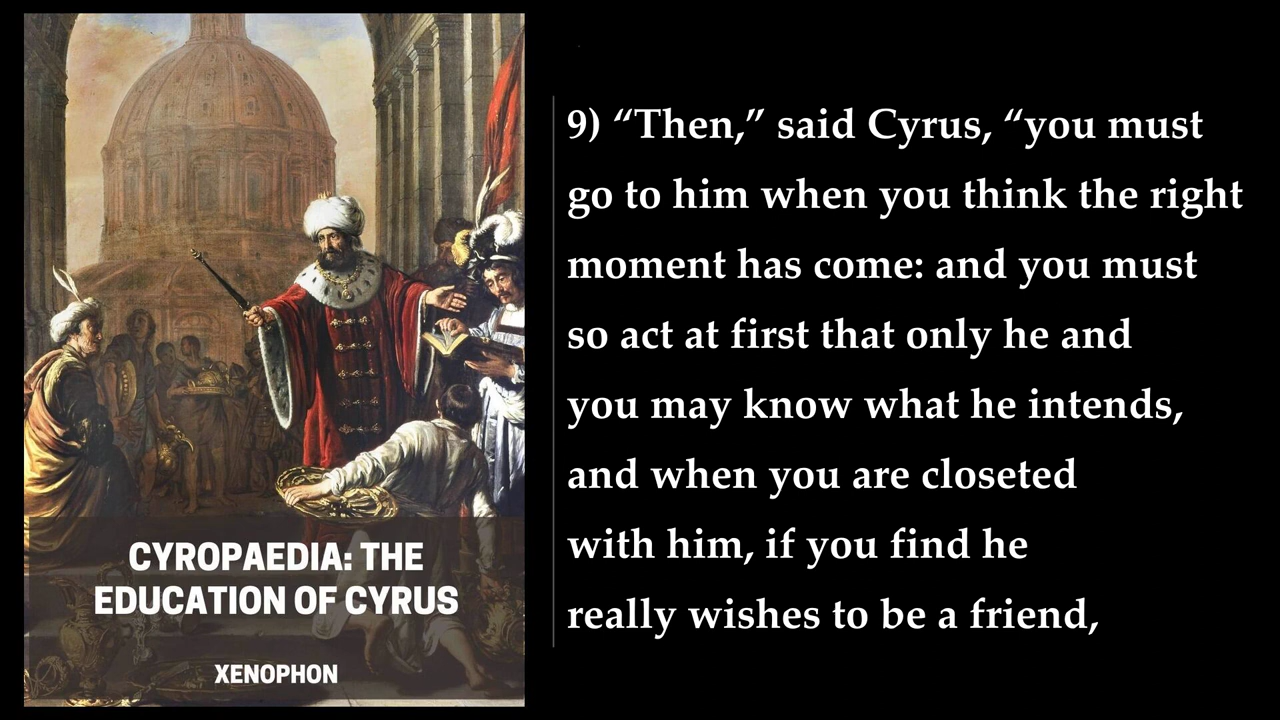 CYROPAEDIA: THE
EDUCATION OF CYRUS
XENOPHON
9) “Then,” said Cyrus, “you must
go to him when you think the right
moment has come: and you must
so act at first that only he and
you may know what he intends,
and when you are closeted
with him, if you find he
really wishes to be a friend,